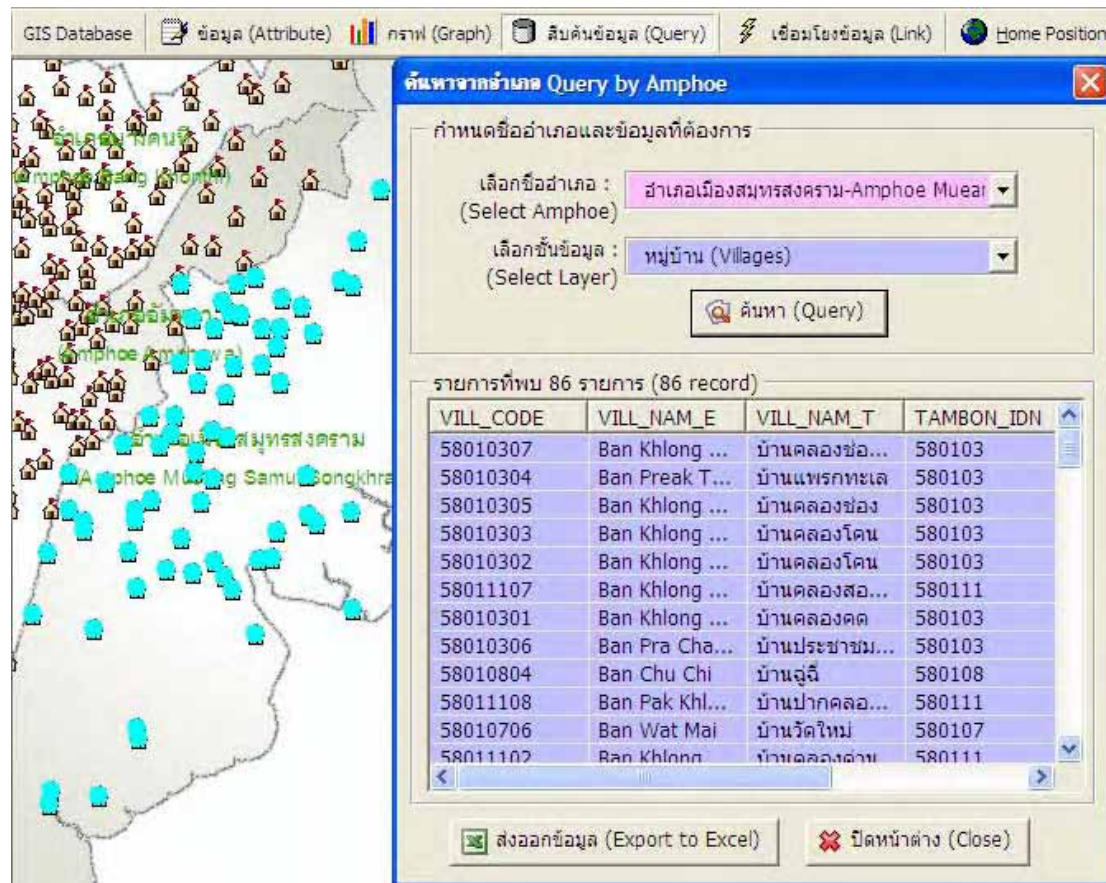 GIS Database ข้อมูล (Attribute) กราฟ (Graph) สืบค้นข้อมูล (Query) เชื่อมโยงข้อมูล (Link) Home Position
ค้นหาจากอำเภอ Query by Amphoe
กำหนดชื่ออำเภอและข้อมูลที่ต้องการ
เลือกชื่ออำเภอ : อำเภอเมืองสมุทรสงคราม-Amphoe Muear
(Select Amphoe)
เลือกชั้นข้อมูล : หมู่บ้าน (Villages)
(Select Layer)
ค้นหา (Query)
รายการที่พบ 86 รายการ (86 record)
VILL_CODE VILL_NAM_E VILL_NAM_T TAMBON_IDN
58010307 Ban Khlong ... บ้านคลองช่อ... 580103
58010304 Ban Preak T... บ้านแพรกทะเล 580103
58010305 Ban Khlong ... บ้านคลองช่อง 580103
58010303 Ban Khlong ... บ้านคลองโคน 580103
58010302 Ban Khlong ... บ้านคลองโคน 580103
58011107 Ban Khlong ... บ้านคลองสอ... 580111
58010301 Ban Khlong ... บ้านคลองคต 580103
58010306 Ban Pra Cha... บ้านประชาชม... 580103
58010804 Ban Chu Chi บ้านฉู่ฉี่ 580108
58011108 Ban Pak Khl... บ้านปากคลอ... 580111
58010706 Ban Wat Mai บ้านวัดใหม่ 580107
58011102 Ban Khlong 580111
ส่งออกข้อมูล (Export to Excel) ปิดหน้าต่าง (Close)
สมุทรสงคราม